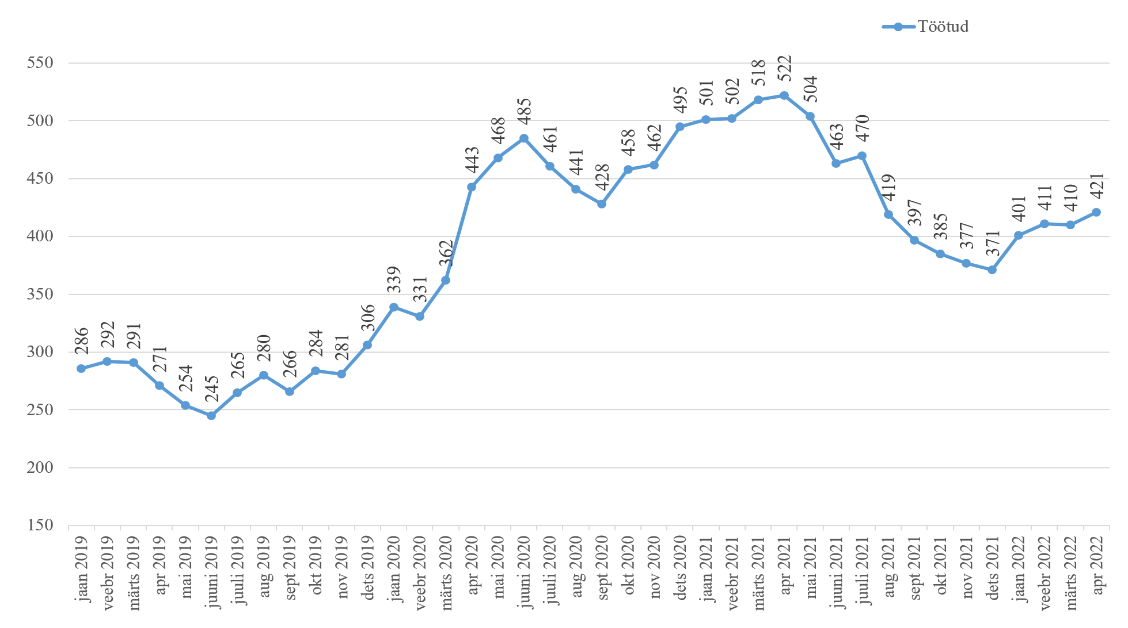 Töötud
550
500
450
400
350
300
250
200
150
286
292
291
271
254
245
265
280
266
284
281
306
339
331
362
443
468
485
461
441
428
458
462
495
501
502
518
522
504
463
470
419
397
385
377
371
401
411
410
421
jaan 2019
veebr 2019
märts 2019
apr 2019
mai 2019
juuni 2019
juuli 2019
aug 2019
sept 2019
okt 2019
nov 2019
dets 2019
jaan 2020
veebr 2020
märts 2020
apr 2020
mai 2020
juuni 2020
juuli 2020
aug 2020
sept 2020
okt 2020
nov 2020
dets 2020
jaan 2021
veebr 2021
märts 2021
apr 2021
mai 2021
juuni 2021
juuli 2021
aug 2021
sept 2021
okt 2021
nov 2021
dets 2021
jaan 2022
veebr 2022
märts 2022
apr 2022